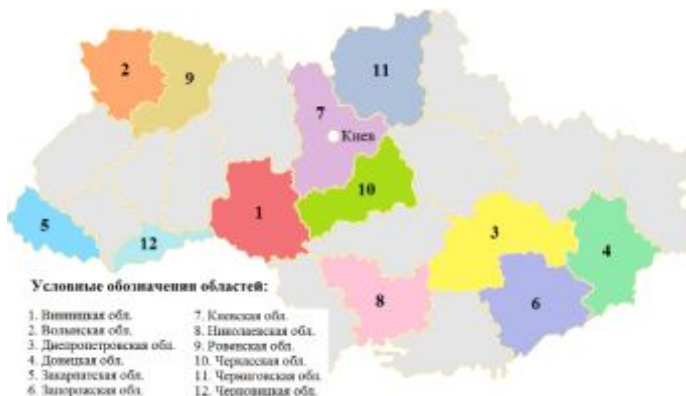 2
9
11
7
Киев
10
5
12
1
3
4
8
6
Условные обозначения областей:
1. Винницкая обл.
2. Волынская обл.
3. Днепропетровская обл.
4. Донецкая обл.
5. Закарпатская обл.
6. Запорожская обл.
7. Киевская обл.
8. Николаевская обл.
9. Ровенская обл.
10. Черкасская обл.
11. Черниговская обл.
12. Черновицкая обл.